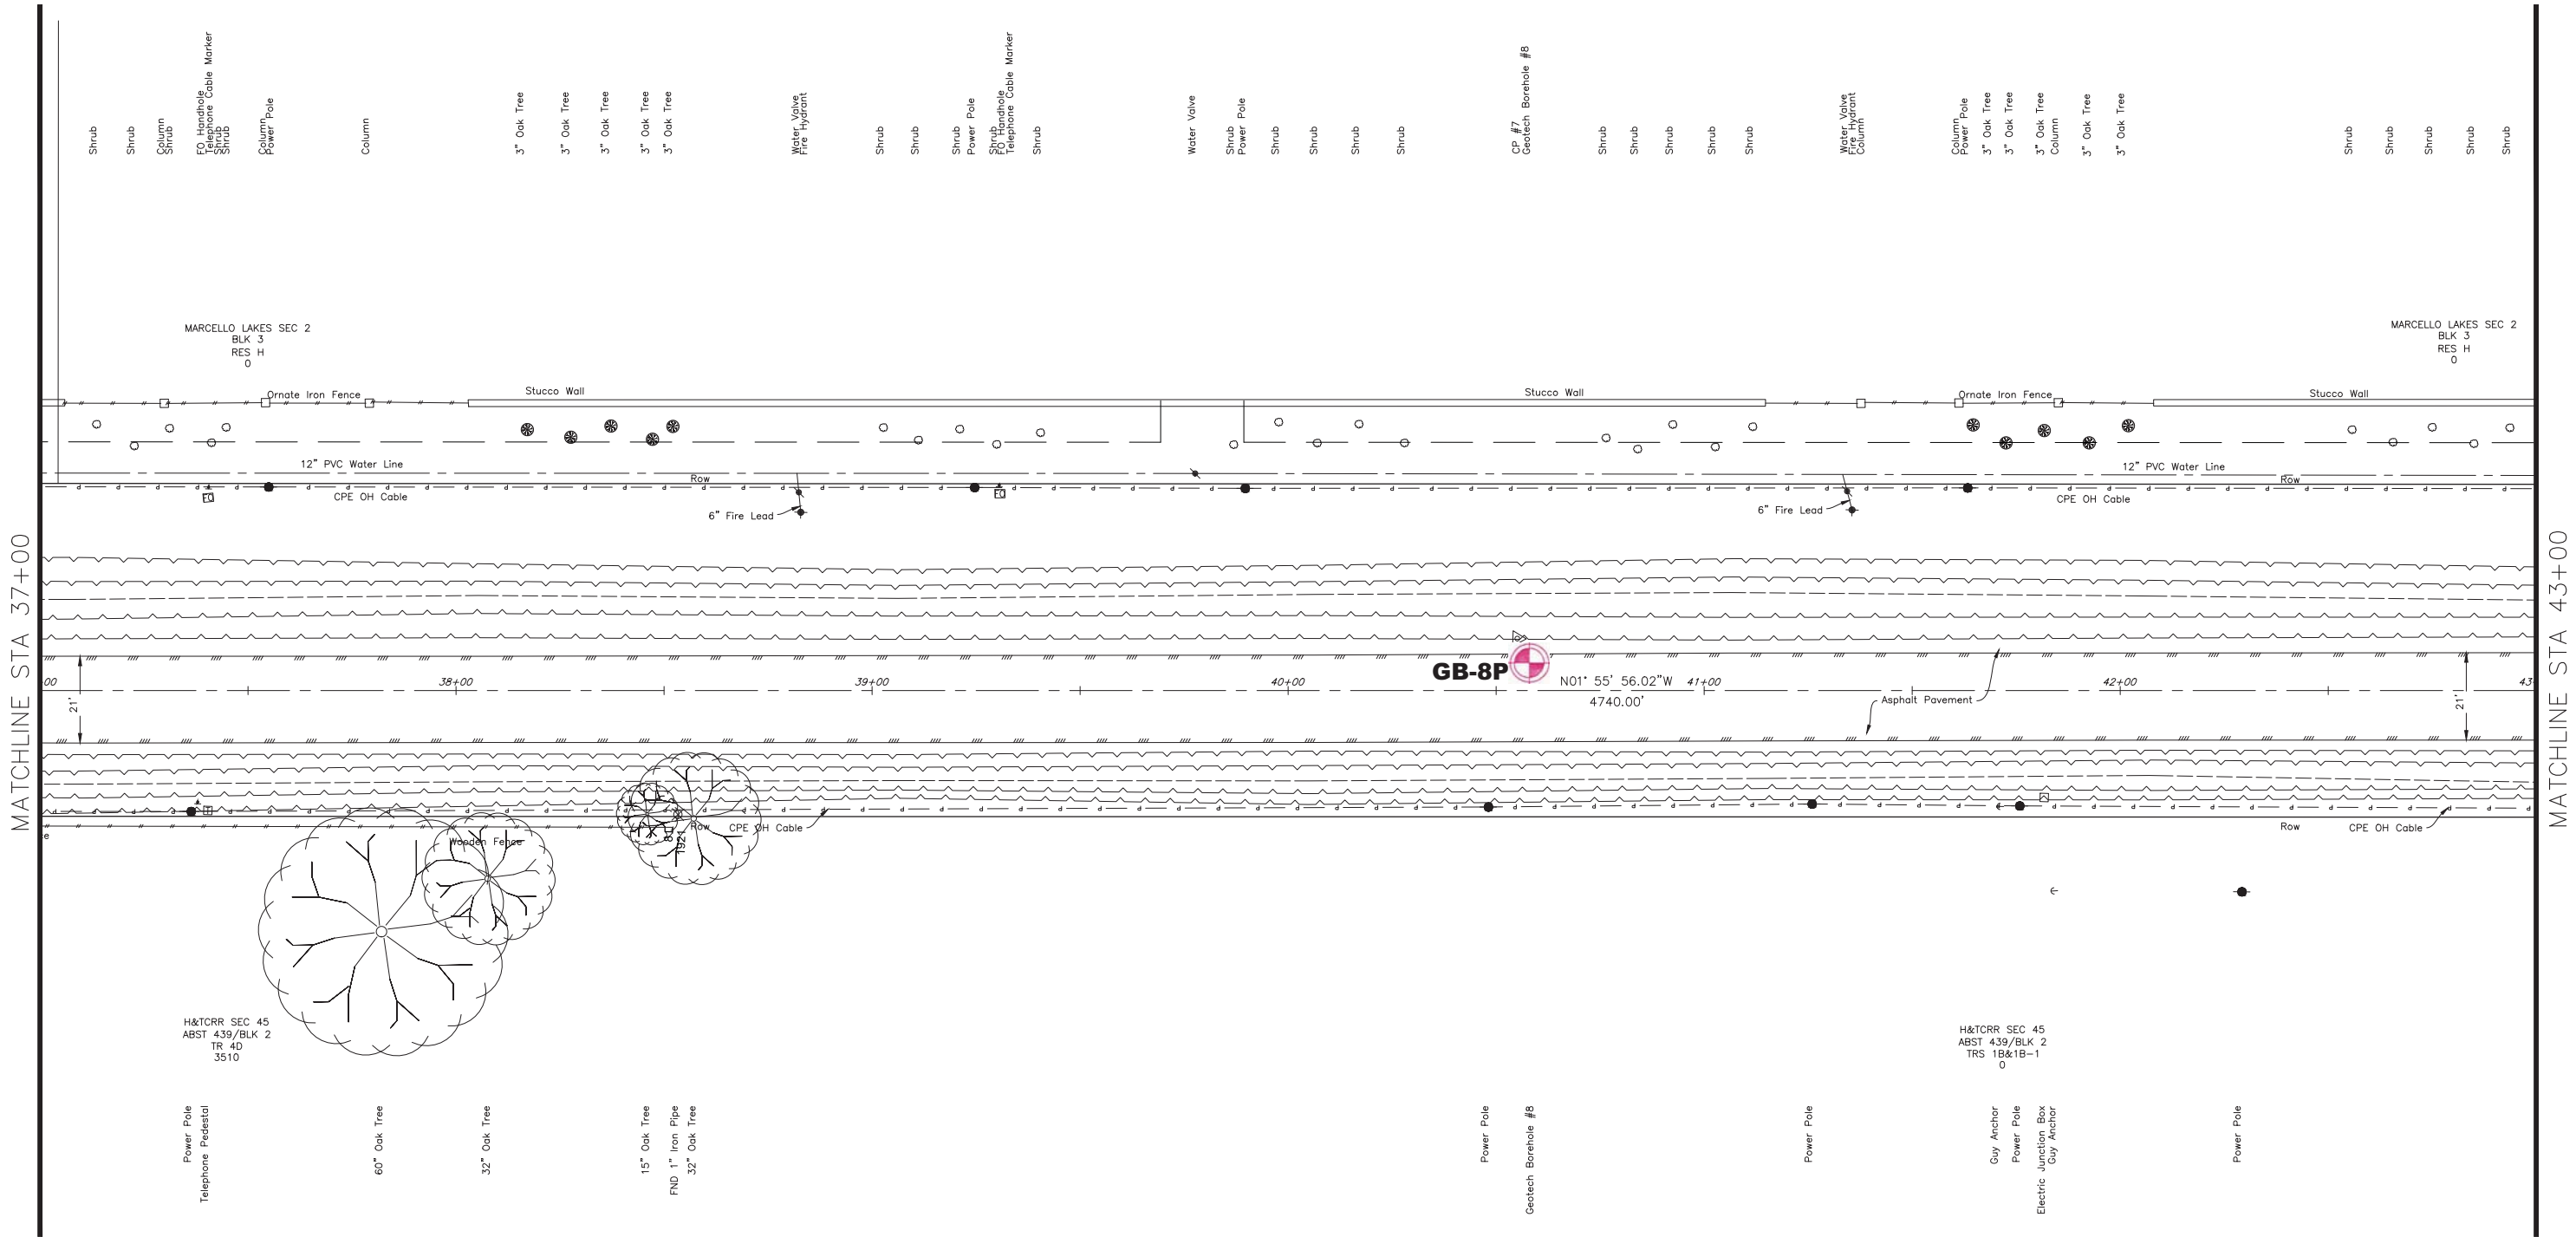 Shrub
Shrub
Column
Shrub
FO Handhole
Telephone Cable Marker
Shrub
Shrub
Column
Power Pole
Column
3" Oak Tree
3" Oak Tree
3" Oak Tree
3" Oak Tree
3" Oak Tree
Water Valve
Fire Hydrant
Shrub
Shrub
Shrub
Power Pole
Shrub
FO Handhole
Telephone Cable Marker
Shrub
Water Valve
Shrub
Power Pole
Shrub
Shrub
Shrub
Shrub
CP #7
Geotech Borehole #8
Shrub
Shrub
Shrub
Shrub
Shrub
Water Valve
Fire Hydrant
Column
Column
Power Pole
3" Oak Tree
3" Oak Tree
3" Oak Tree
Column
3" Oak Tree
3" Oak Tree
Shrub
Shrub
Shrub
Shrub
Shrub
MARCELLO LAKES SEC 2
BLK 3
RES H
0
MARCELLO LAKES SEC 2
BLK 3
RES H
0
Ornate Iron Fence
Stucco Wall
Stucco Wall
Ornate Iron Fence
Stucco Wall
12" PVC Water Line
12" PVC Water Line
Row
Row
FO
CPE OH Cable
FO
CPE OH Cable
6" Fire Lead
6" Fire Lead
MATCHLINE STA 37+00
MATCHLINE STA 43+00
GB-8P
00
38+00
39+00
40+00
N01° 55' 56.02"W
41+00
42+00
43
4740.00'
21'
Asphalt Pavement
21'
Row
CPE OH Cable
Row
CPE OH Cable
e
Wooden Fence
H&TCRR SEC 45
ABST 439/BLK 2
TR 4D
3510
H&TCRR SEC 45
ABST 439/BLK 2
TRS 1B&1B-1
0
Power Pole
Telephone Pedestal
60" Oak Tree
32" Oak Tree
15" Oak Tree
FND 1" Iron Pipe
32" Oak Tree
Power Pole
Geotech Borehole #8
Power Pole
Guy Anchor
Power Pole
Electric Junction Box
Guy Anchor
Power Pole